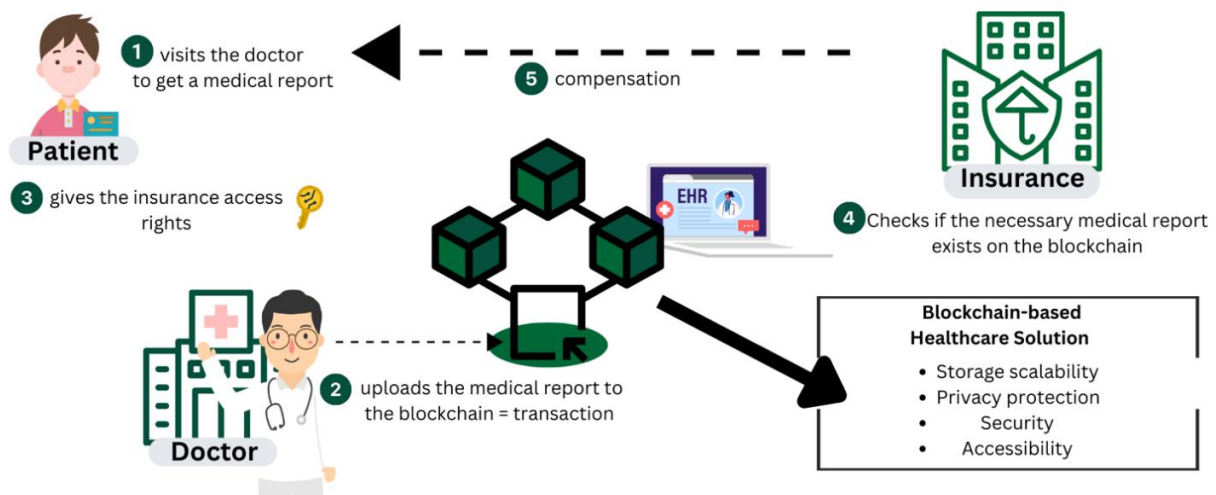 1 visits the doctor
to get a medical report
Patient
3 gives the insurance access
rights
5 compensation
EHR
Insurance
4 Checks if the necessary medical report
exists on the blockchain
Doctor
2 uploads the medical report to
the blockchain = transaction
Blockchain-based
Healthcare Solution
• Storage scalability
• Privacy protection
• Security
• Accessibility